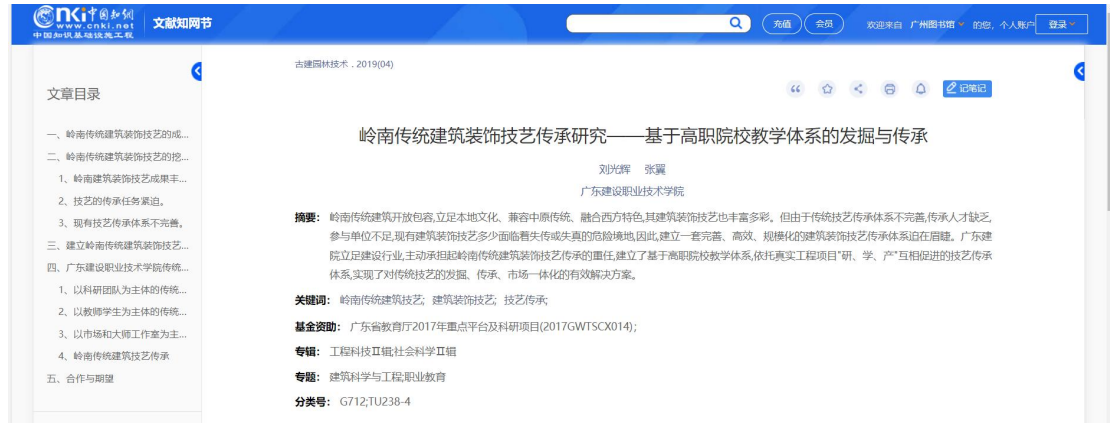 cnki中国知网
www.cnki.net
中国知识基础设施工程
文献知网节
充值
会员
欢迎来自 广州图书馆 的您，个人账户 登录
文章目录
一、岭南传统建筑装饰技艺的成...
二、岭南传统建筑装饰技艺的挖...
1、岭南建筑装饰技艺成果丰...
2、技艺的传承任务紧迫。
3、现有技艺传承体系不完善。
三、建立岭南传统建筑装饰技艺...
四、广东建设职业技术学院传统...
1、以科研团队为主体的传统...
2、以教师学生为主体的传统...
3、以市场和大师工作室为主...
4、岭南传统建筑技艺传承
五、合作与期望
古建园林技术 . 2019(04)
记笔记
岭南传统建筑装饰技艺传承研究——基于高职院校教学体系的发掘与传承
刘光辉 张翼
广东建设职业技术学院
摘要： 岭南传统建筑开放包容,立足本地文化、兼容中原传统、融合西方特色,其建筑装饰技艺也丰富多彩。但由于传统技艺传承体系不完善,传承人才缺乏,
参与单位不足,现有建筑装饰技艺多少面临着失传或失真的危险境地,因此,建立一套完善、高效、规模化的建筑装饰技艺传承体系迫在眉睫。广东建
院立足建设行业,主动承担起岭南传统建筑装饰技艺传承的重任,建立了基于高职院校教学体系,依托真实工程项目"研、学、产"互相促进的技艺传承
体系,实现了对传统技艺的发掘、传承、市场一体化的有效解决方案。
关键词： 岭南传统建筑技艺; 建筑装饰技艺; 技艺传承;
基金资助： 广东省教育厅2017年重点平台及科研项目(2017GWTSCX014);
专辑： 工程科技Ⅱ辑;社会科学Ⅱ辑
专题： 建筑科学与工程;职业教育
分类号： G712;TU238-4